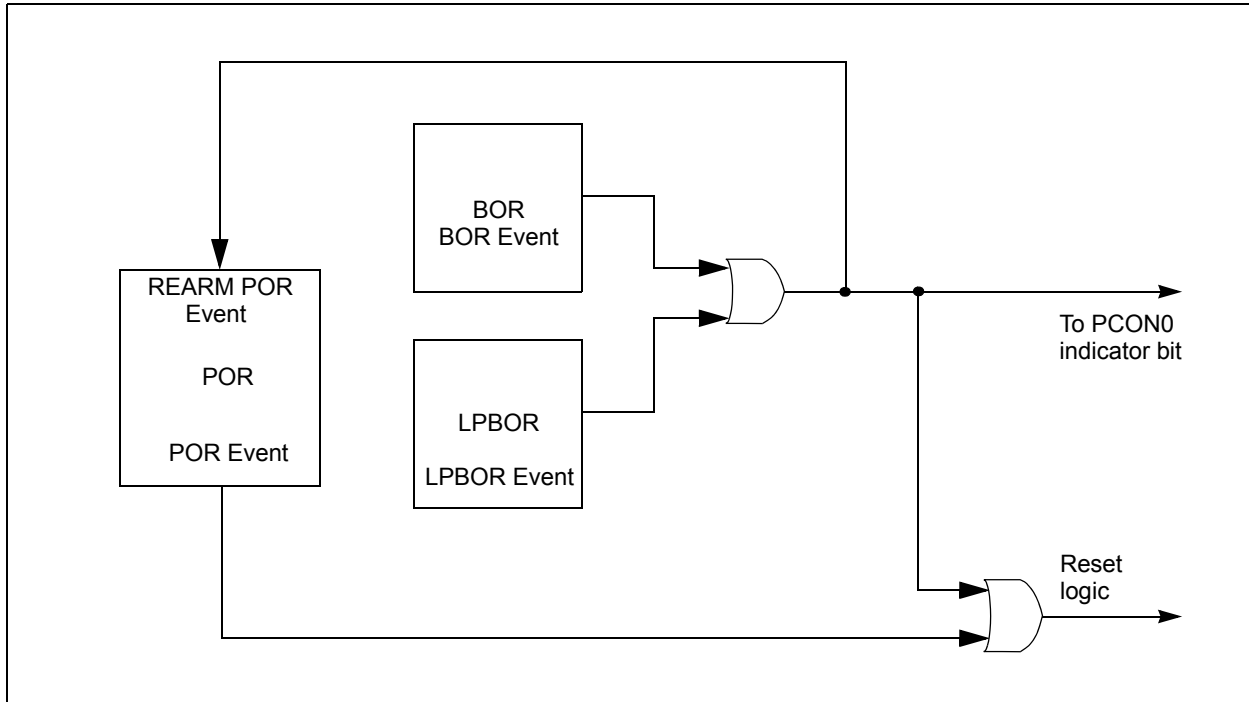 BOR
BOR Event
REARM POR
Event
POR
POR Event
LPBOR
LPBOR Event
To PCON0
indicator bit
Reset
logic